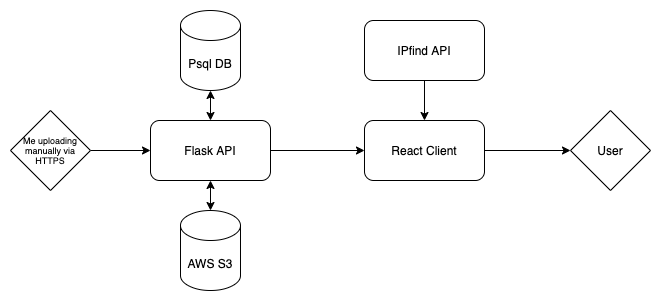 Psql DB
IPfind API
Me uploading
manually via
HTTPS
Flask API
React Client
User
AWS S3